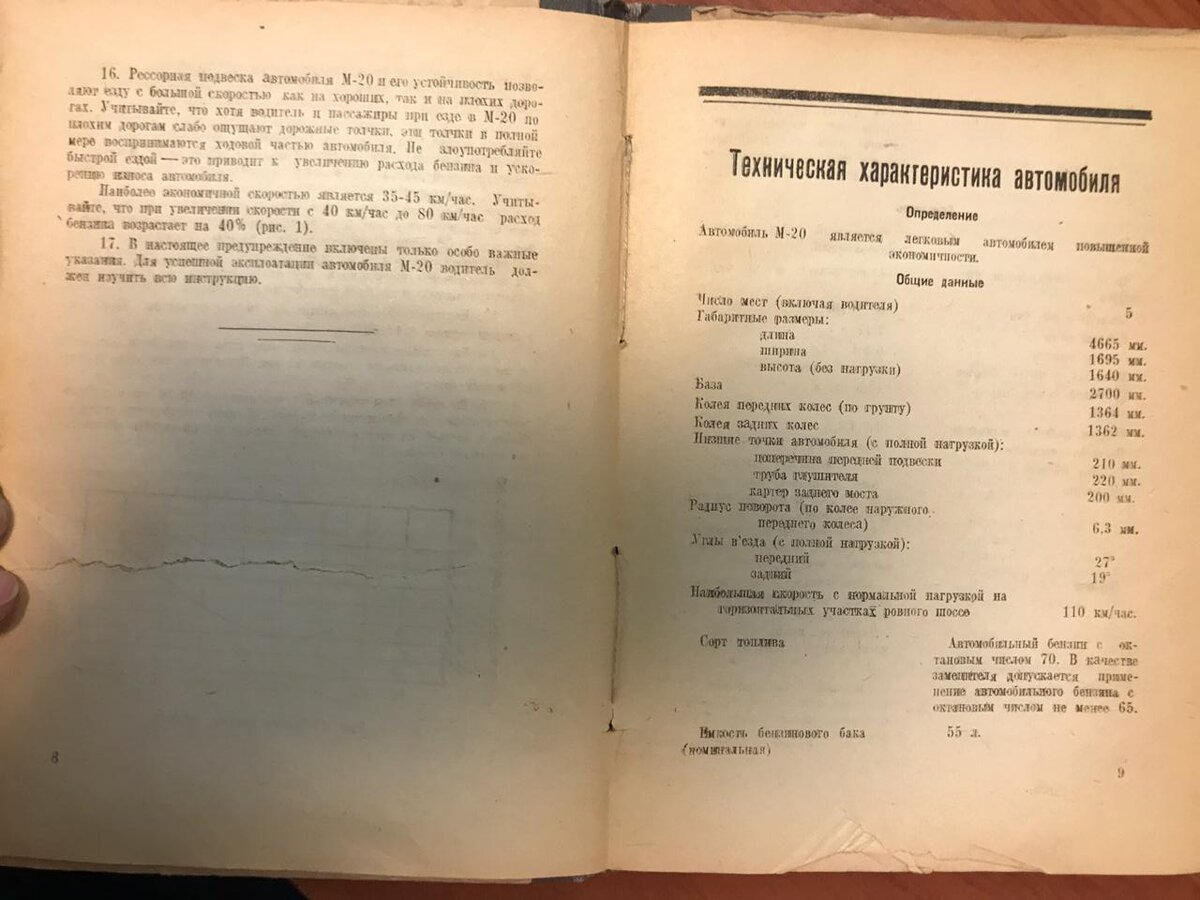 16. Рессорная подвеска автомобиля М-20 и его устойчивость позво-
ляют езду с большой скоростью как на хороших, так и на плохих доро-
гах. Учитывайте, что хотя водитель и пассажиры при езде в М-20 по
плохим дорогам слабо ощущают дорожные толчки, эти толчки в полной
мере воспринимаются ходовой частью автомобиля. Не злоупотребляйте
быстрой ездой — это приводит к увеличению расхода бензина и уско-
рению износа автомобиля.
Наиболее экономичной скоростью является 35-45 км/час. Учиты-
вайте, что при увеличении скорости с 40 км/час до 80 км/час расход
бензина возрастает на 40% (рис. 1).
17. В настоящее предупреждение включены только особо важные
указания. Для успешной эксплоатации автомобиля М-20 водитель дол-
жен изучить всю инструкцию.
8
Техническая характеристика автомобиля
Определение
Автомобиль М-20 является легковым автомобилем повышенной
экономичности.
Общие данные
Число мест (включая водителя) 5
Габаритные размеры:
длина 4665 мм.
ширина 1695 мм.
высота (без нагрузки) 1640 мм.
База 2700 мм.
Колея передних колес (по грунту) 1364 мм.
Колея задних колес 1362 мм.
Низшие точки автомобиля (с полной нагрузкой):
поперечина передней подвески 210 мм.
труба глушителя 220 мм.
картер заднего моста 200 мм.
Радиус поворота (по колее наружного
переднего колеса) 6,3 мм.
Углы в'езда (с полной нагрузкой):
передний 27°
задний 19°
Наибольшая скорость с нормальной нагрузкой на
горизонтальных участках ровного шоссе 110 км/час.
Сорт топлива Автомобильный бензин с ок-
тановым числом 70. В качестве
заменителя допускается приме-
нение автомобильного бензина с
октановым числом не менее 65.
Емкость бензинового бака 55 л.
(номинальная)
9